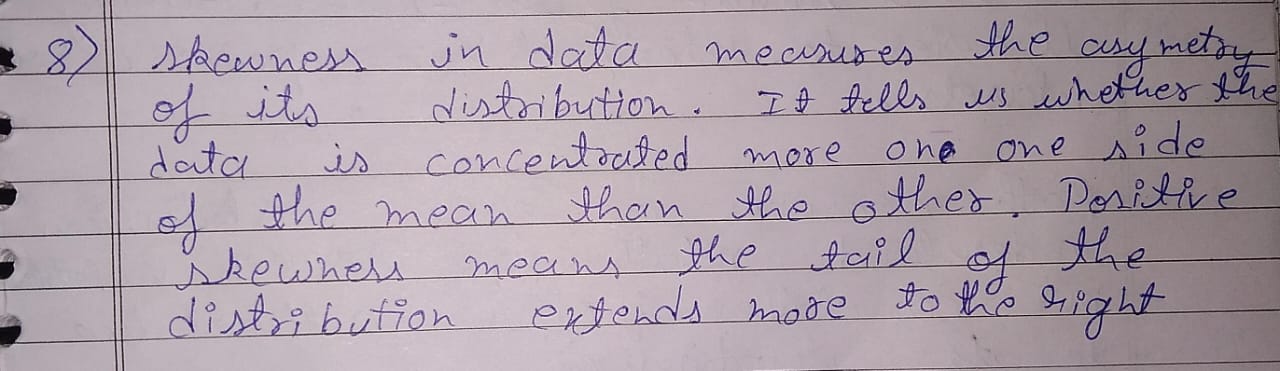 8) skewness in data measures the asymetry
of its distribution. It tells us whether the
data is concentrated more one one side
of the mean than the other. Positive
skewness means the tail of the
distribution extends more to the right